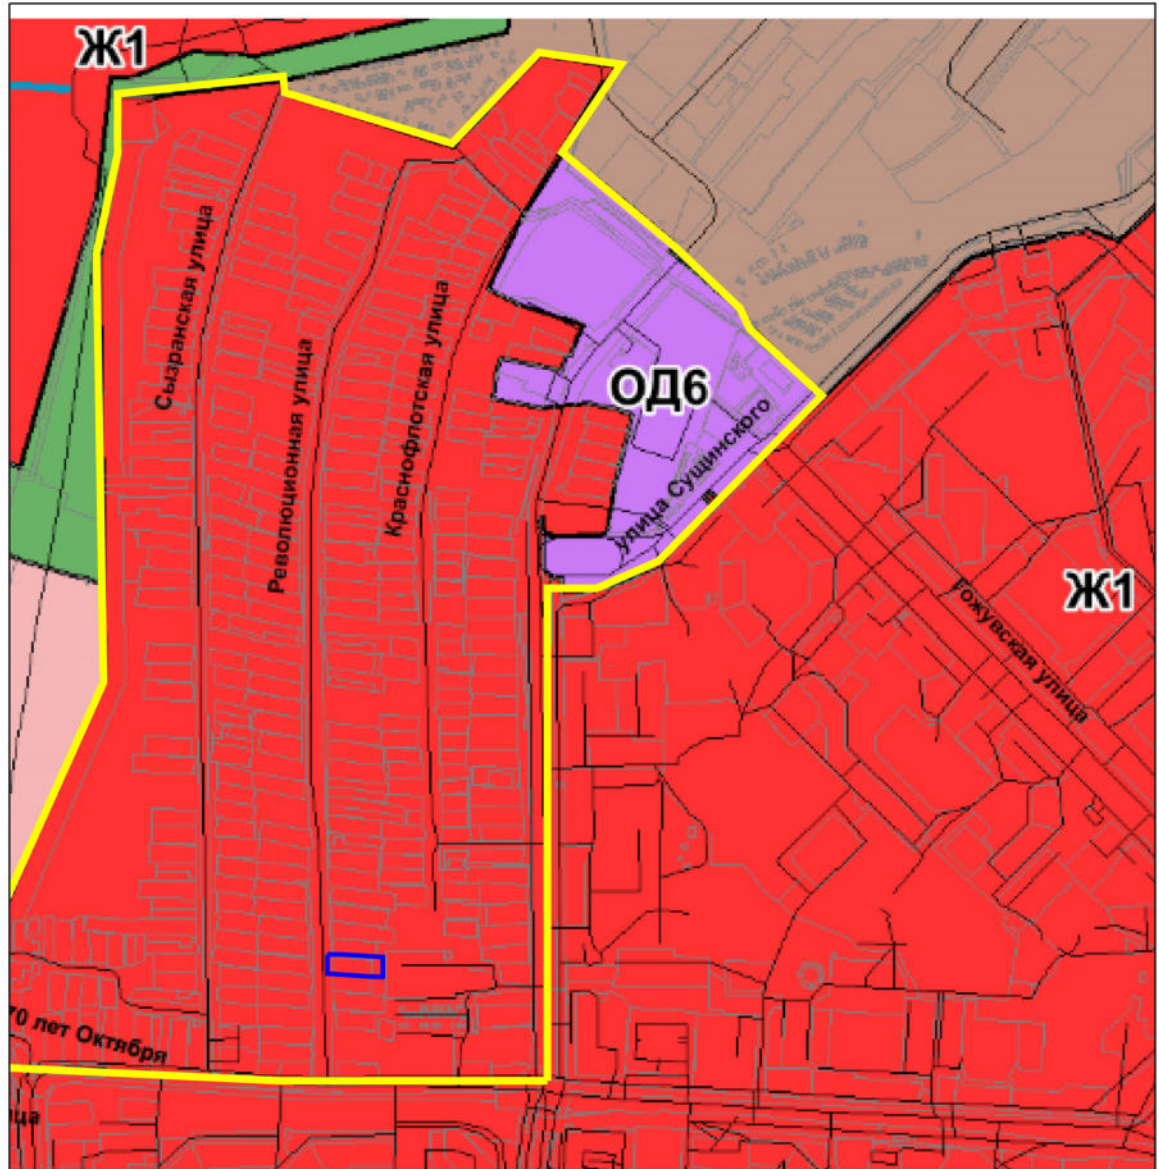 Ж1
Сызранская улица
Революционная улица
Краснофлотская улица
ОД6
улица Сущинского
Ж1
Гожувская улица
70 лет Октября